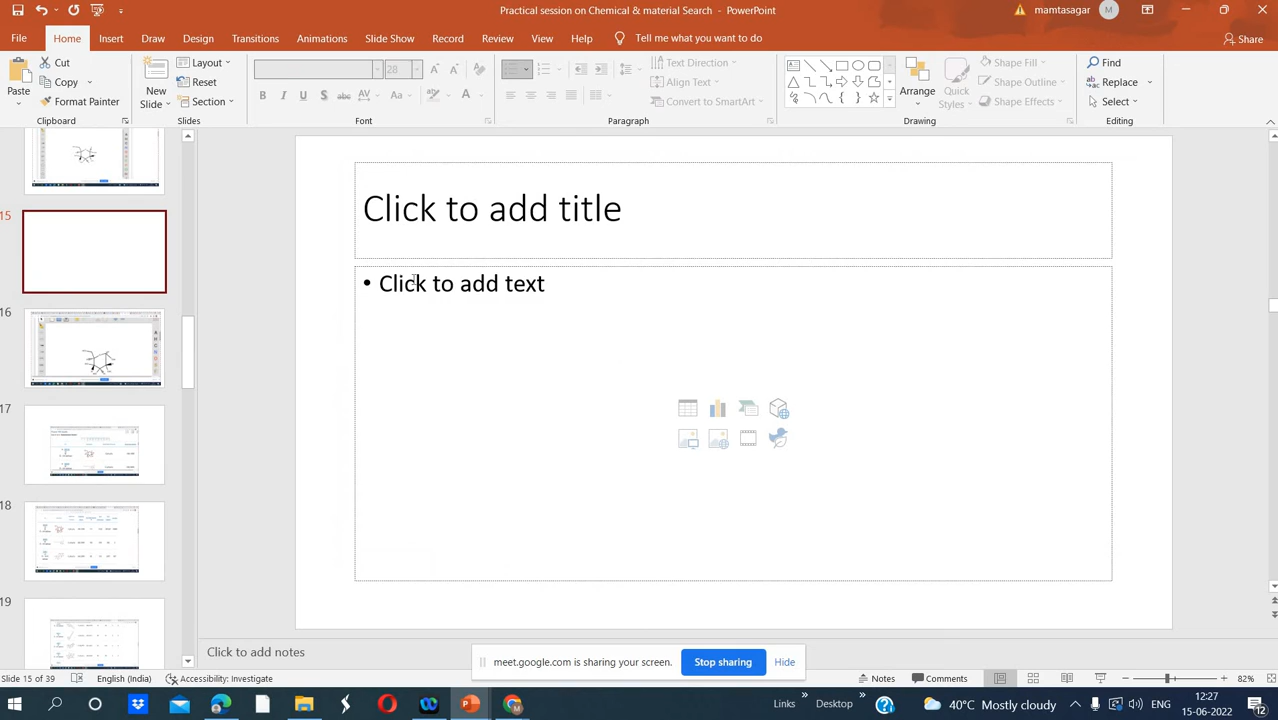 Practical session on Chemical & material Search - PowerPoint
mamtasagar
M
File Home Insert Draw Design Transitions Animations Slide Show Record Review View Help Tell me what you want to do
Share
Paste
Cut
Copy
Format Painter
Clipboard
New Slide
Layout
Reset
Section
Slides
28
Font
Text Direction
Align Text
Convert to SmartArt
Paragraph
Arrange
Quick Styles
Shape Fill
Shape Outline
Shape Effects
Drawing
Find
Replace
Select
Editing
15
16
17
18
19
Click to add title
• Click to add text
Click to add notes
meet.google.com is sharing your screen.
Stop sharing
Hide
Slide 15 of 39
English (India)
Accessibility: Investigate
Notes
Comments
82%
Links
Desktop
40°C Mostly cloudy
12:27
15-06-2022
12